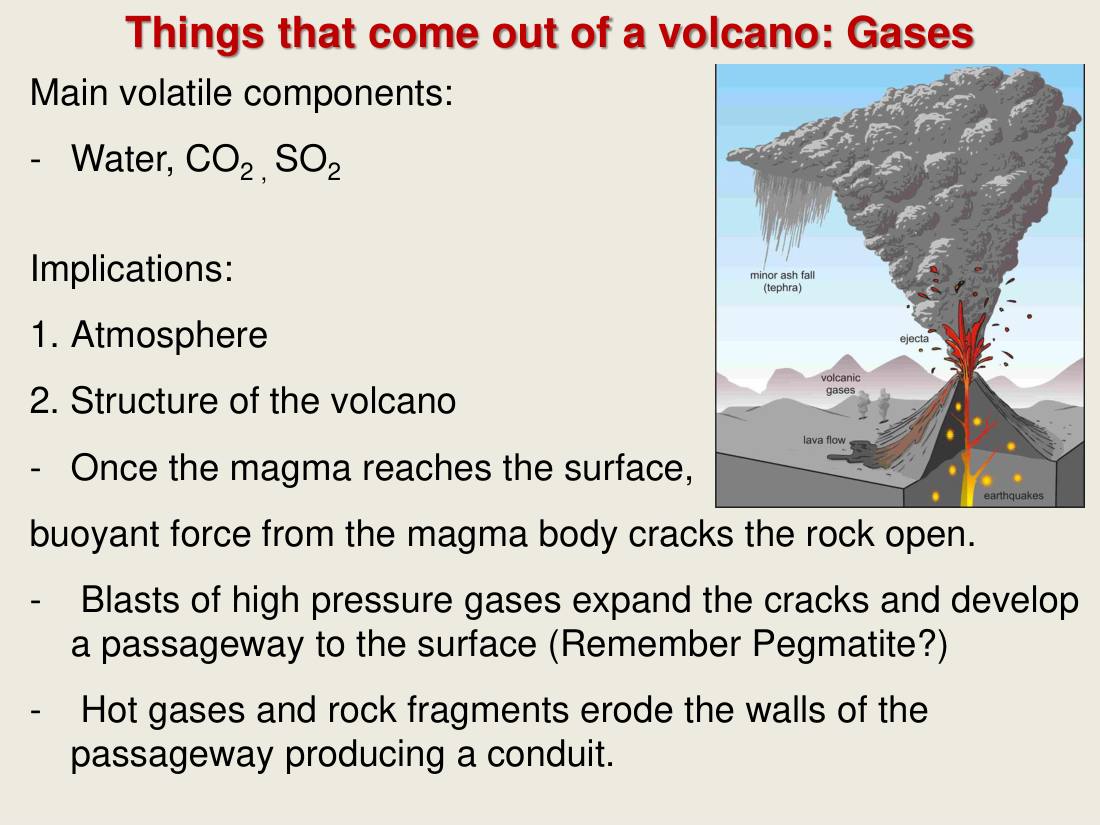 Things that come out of a volcano: Gases
Main volatile components:
- Water, CO2 , SO2
Implications:
1. Atmosphere
2. Structure of the volcano
- Once the magma reaches the surface,
buoyant force from the magma body cracks the rock open.
- Blasts of high pressure gases expand the cracks and develop
a passageway to the surface (Remember Pegmatite?)
- Hot gases and rock fragments erode the walls of the
passageway producing a conduit.
minor ash fall
(tephra)
ejecta
volcanic
gases
lava flow
earthquakes